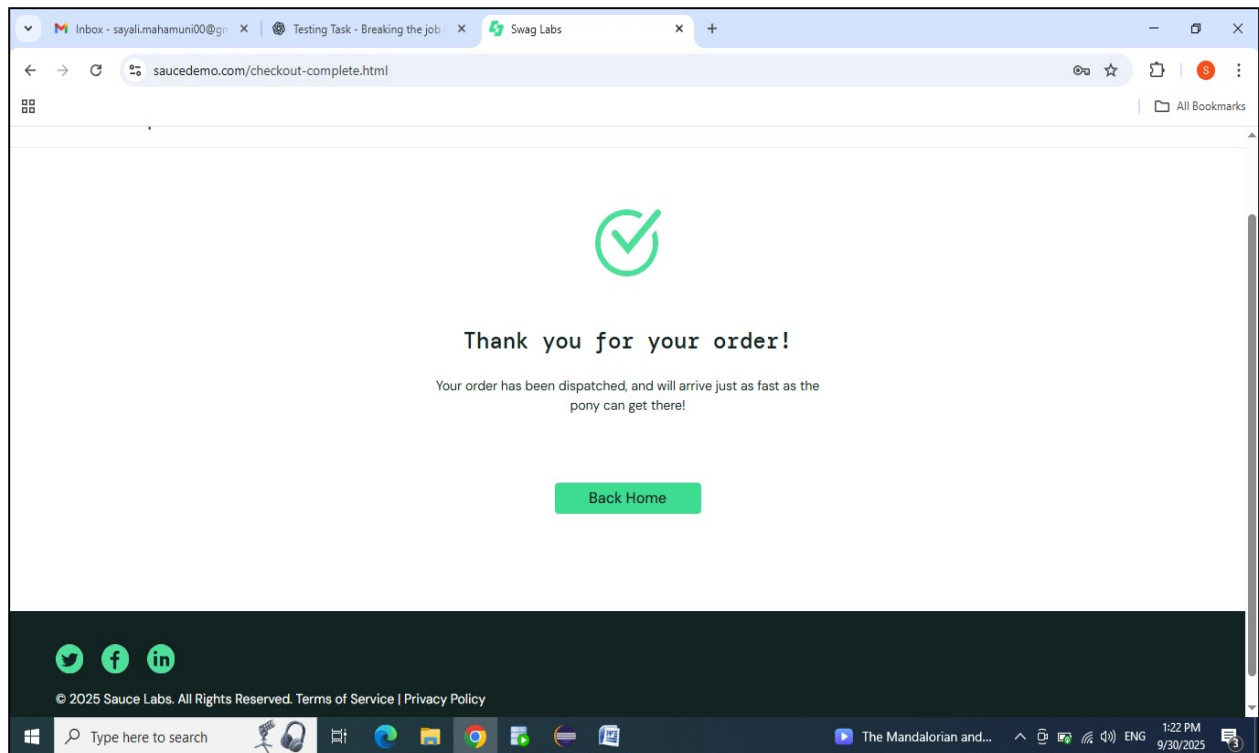 Inbox - sayali.mahamuni00@gm
Testing Task - Breaking the job
Swag Labs
saucedemo.com/checkout-complete.html
S
All Bookmarks
Thank you for your order!
Your order has been dispatched, and will arrive just as fast as the
pony can get there!
Back Home
© 2025 Sauce Labs. All Rights Reserved. Terms of Service | Privacy Policy
Type here to search
The Mandalorian and...
ENG
1:22 PM
9/30/2025
3